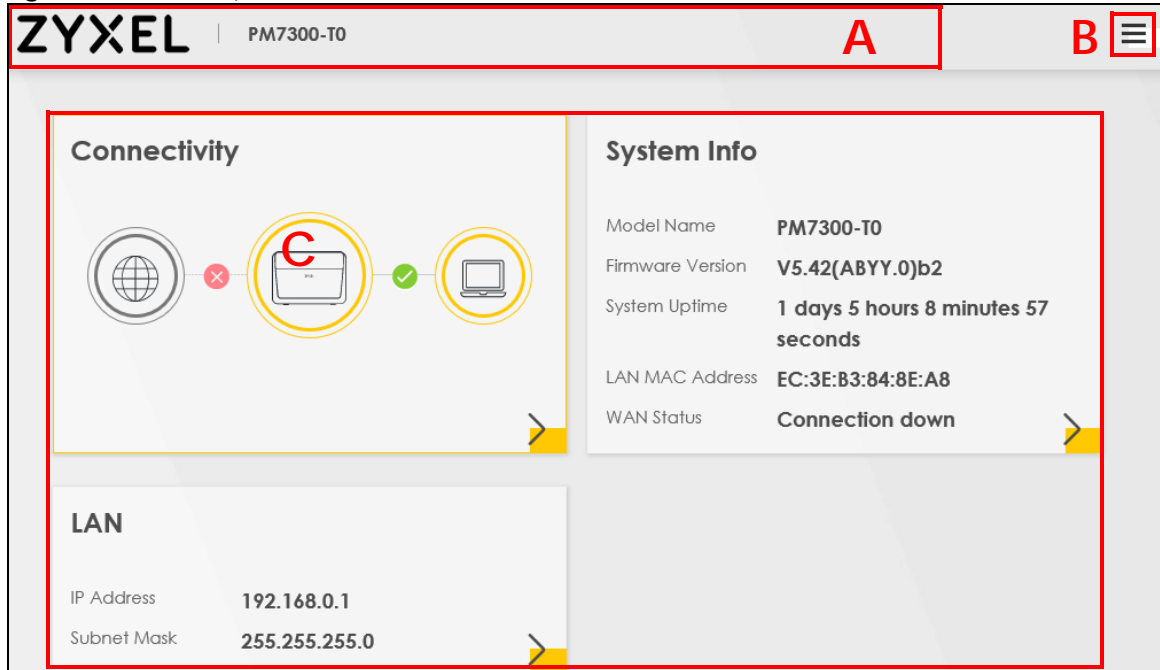 ZYXEL PM7300-T0 A B
Connectivity
C
System Info
Model Name PM7300-T0
Firmware Version V5.42(ABYY.0)b2
System Uptime 1 days 5 hours 8 minutes 57
seconds
LAN MAC Address EC:3E:B3:84:8E:A8
WAN Status Connection down
LAN
IP Address 192.168.0.1
Subnet Mask 255.255.255.0